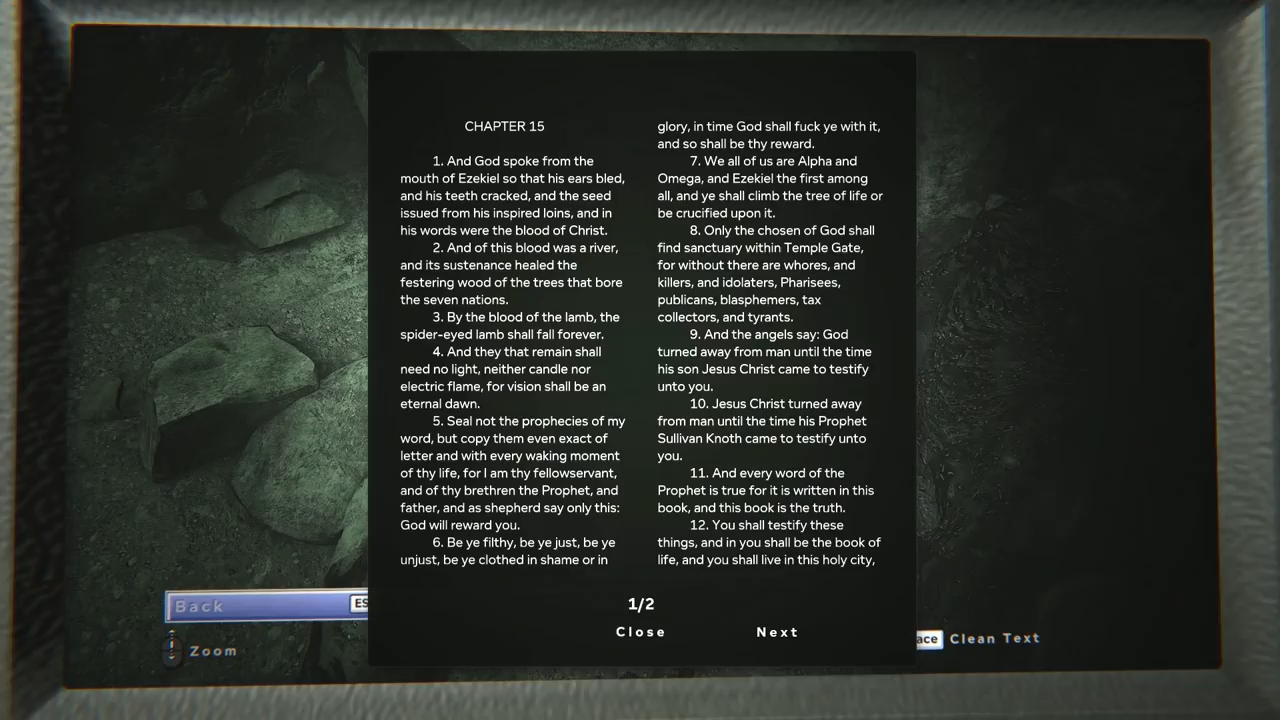 CHAPTER 15
1. And God spoke from the
mouth of Ezekiel so that his ears bled,
and his teeth cracked, and the seed
issued from his inspired loins, and in
his words were the blood of Christ.
2. And of this blood was a river,
and its sustenance healed the
festering wood of the trees that bore
the seven nations.
3. By the blood of the lamb, the
spider-eyed lamb shall fall forever.
4. And they that remain shall
need no light, neither candle nor
electric flame, for vision shall be an
eternal dawn.
5. Seal not the prophecies of my
word, but copy them even exact of
letter and with every waking moment
of thy life, for I am thy fellowservant,
and of thy brethren the Prophet, and
father, and as shepherd say only this:
God will reward you.
6. Be ye filthy, be ye just, be ye
unjust, be ye clothed in shame or in
glory, in time God shall fuck ye with it,
and so shall be thy reward.
7. We all of us are Alpha and
Omega, and Ezekiel the first among
all, and ye shall climb the tree of life or
be crucified upon it.
8. Only the chosen of God shall
find sanctuary within Temple Gate,
for without there are whores, and
killers, and idolaters, Pharisees,
publicans, blasphemers, tax
collectors, and tyrants.
9. And the angels say: God
turned away from man until the time
his son Jesus Christ came to testify
unto you.
10. Jesus Christ turned away
from man until the time his Prophet
Sullivan Knoth came to testify unto
you.
11. And every word of the
Prophet is true for it is written in this
book, and this book is the truth.
12. You shall testify these
things, and in you shall be the book of
life, and you shall live in this holy city,
1/2
Close Next
Back ES
Zoom
ace Clean Text